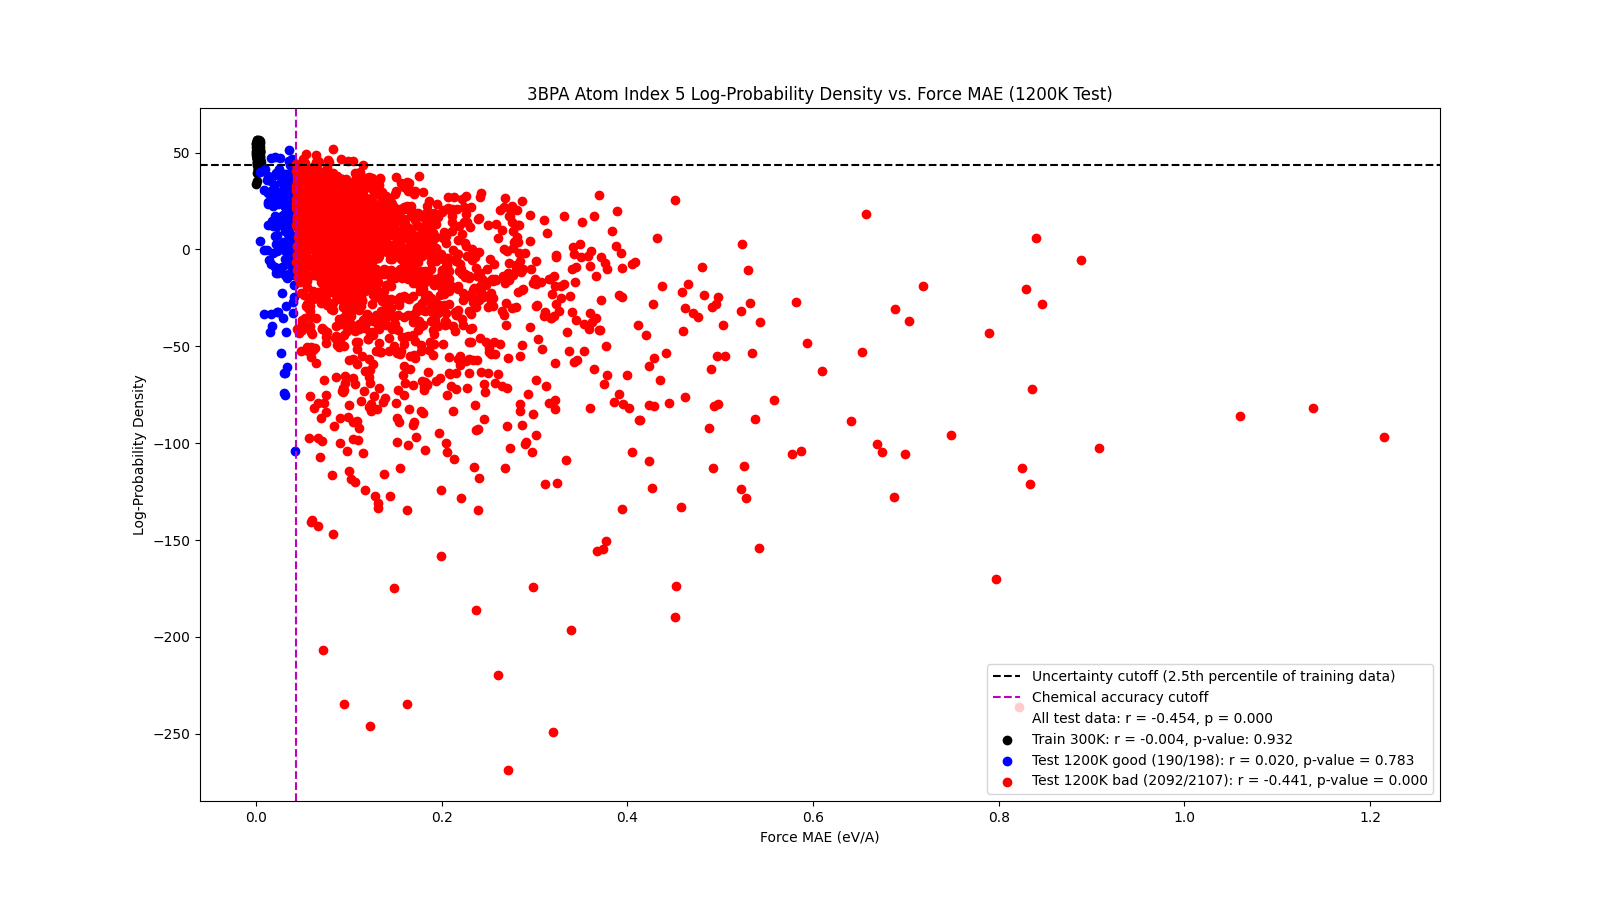 3BPA Atom Index 5 Log-Probability Density vs. Force MAE (1200K Test)
Log-Probability Density
50
0
−50
−100
−150
−200
−250
Uncertainty cutoff (2.5th percentile of training data)
Chemical accuracy cutoff
All test data: r = -0.454, p = 0.000
Train 300K: r = -0.004, p-value: 0.932
Test 1200K good (190/198): r = 0.020, p-value = 0.783
Test 1200K bad (2092/2107): r = -0.441, p-value = 0.000
0.0 0.2 0.4 0.6 0.8 1.0 1.2
Force MAE (eV/A)